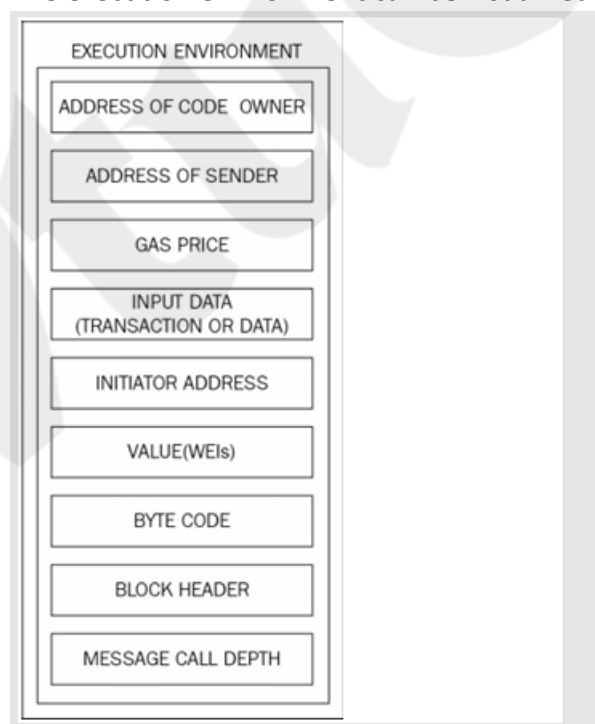 EXECUTION ENVIRONMENT
ADDRESS OF CODE OWNER
ADDRESS OF SENDER
GAS PRICE
INPUT DATA
(TRANSACTION OR DATA)
INITIATOR ADDRESS
VALUE(WEIs)
BYTE CODE
BLOCK HEADER
MESSAGE CALL DEPTH